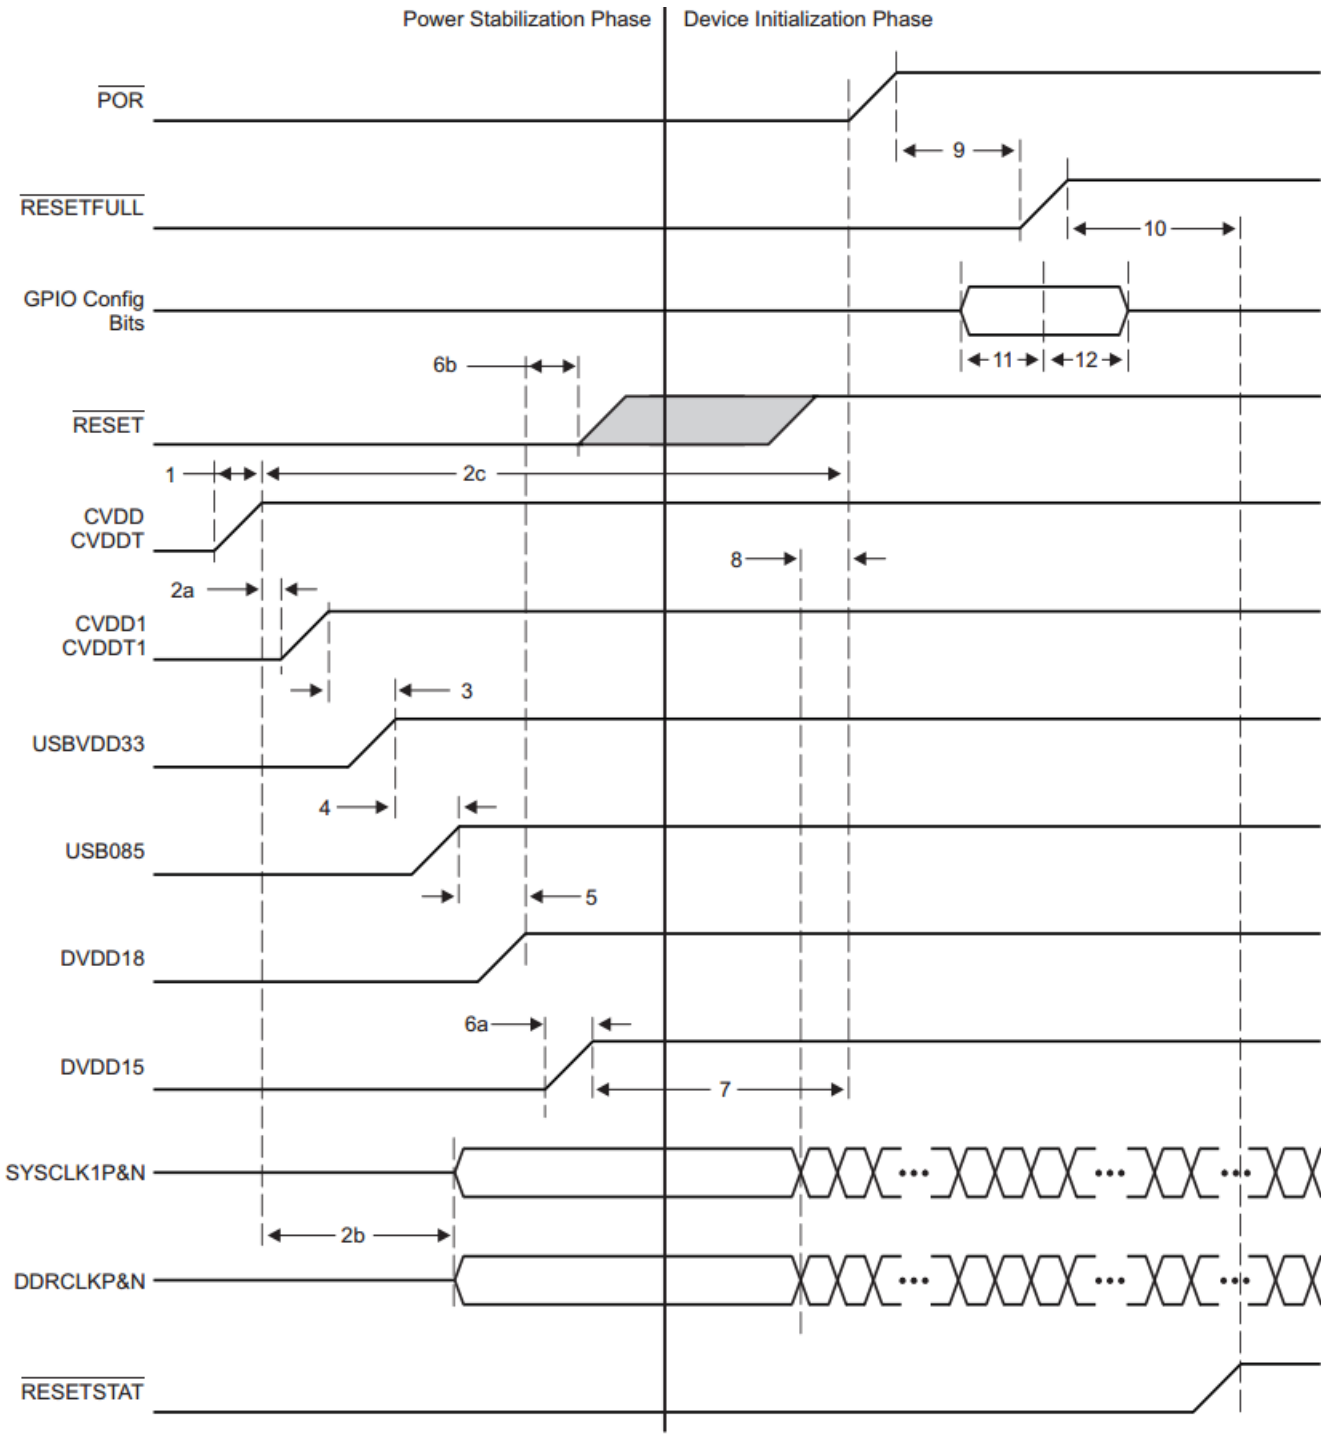 Power Stabilization Phase
Device Initialization Phase
POR
9
RESETFULL
10
GPIO Config
Bits
11
12
6b
RESET
1
2c
CVDD
CVDDT
8
2a
CVDD1
CVDDT1
3
USBVDD33
4
USB085
5
DVDD18
6a
DVDD15
7
SYSCLK1P&N
2b
DDRCLKP&N
RESETSTAT